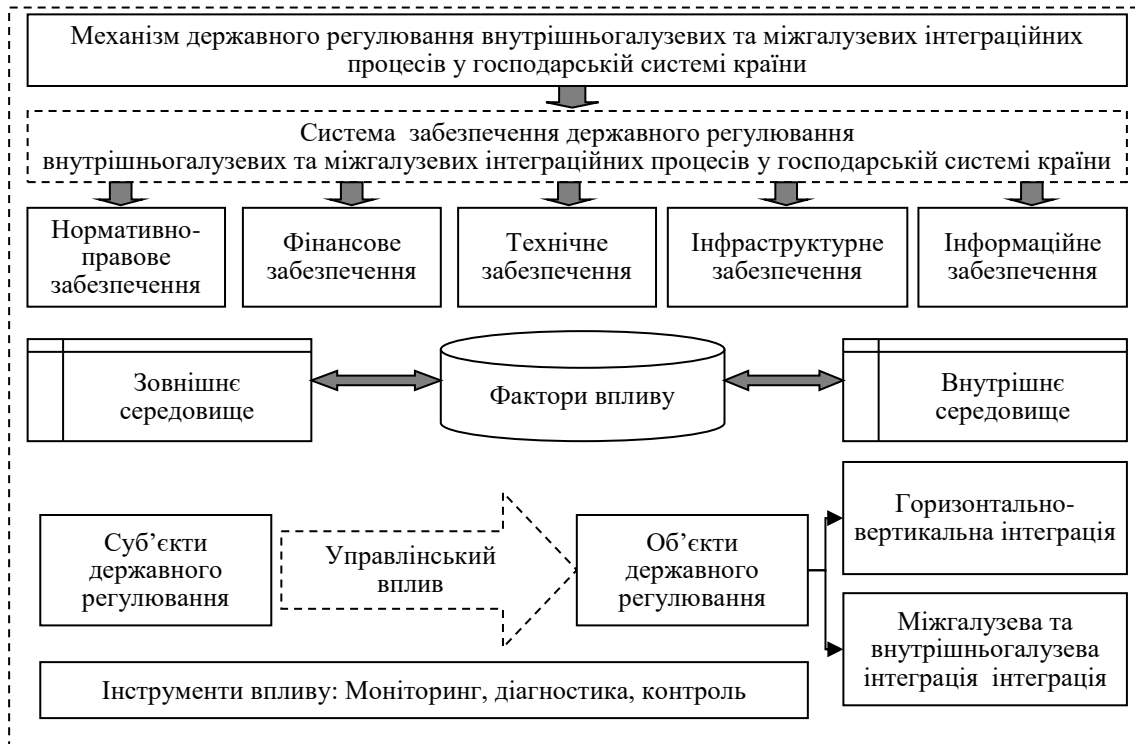 Механізм державного регулювання внутрішньогалузевих та міжгалузевих інтеграційних
процесів у господарській системі країни
Система забезпечення державного регулювання
внутрішньогалузевих та міжгалузевих інтеграційних процесів у господарській системі країни
Нормативно-
правове
забезпечення
Фінансове
забезпечення
Технічне
забезпечення
Інфраструктурне
забезпечення
Інформаційне
забезпечення
Зовнішнє
середовище
Фактори впливу
Внутрішнє
середовище
Суб’єкти
державного
регулювання
Управлінський
вплив
Об’єкти
державного
регулювання
Горизонтально-
вертикальна інтеграція
Міжгалузева та
внутрішньогалузева
інтеграція інтеграція
Інструменти впливу: Моніторинг, діагностика, контроль